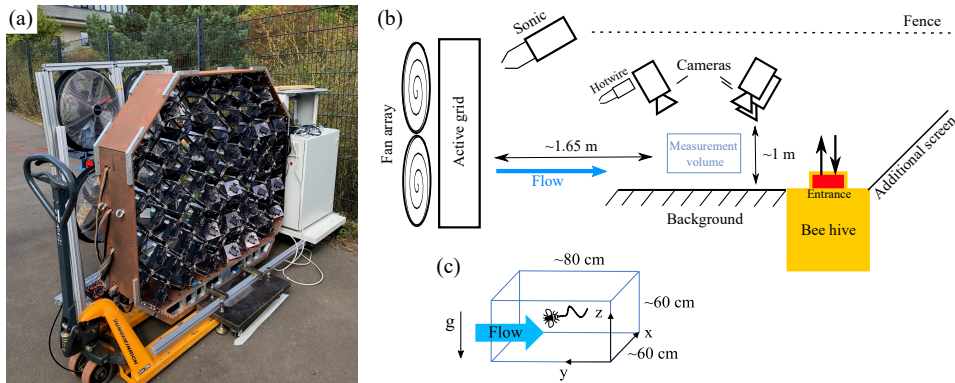 (a)
JUNGHEINRICH
(b)
Sonic
Fence
Hotwire
Cameras
Fan array
Active grid
~1.65 m
Flow
Measurement
volume
~1 m
Additional screen
Entrance
Background
Bee hive
(c)
~80 cm
~60 cm
g
Flow
z
x
~60 cm
y